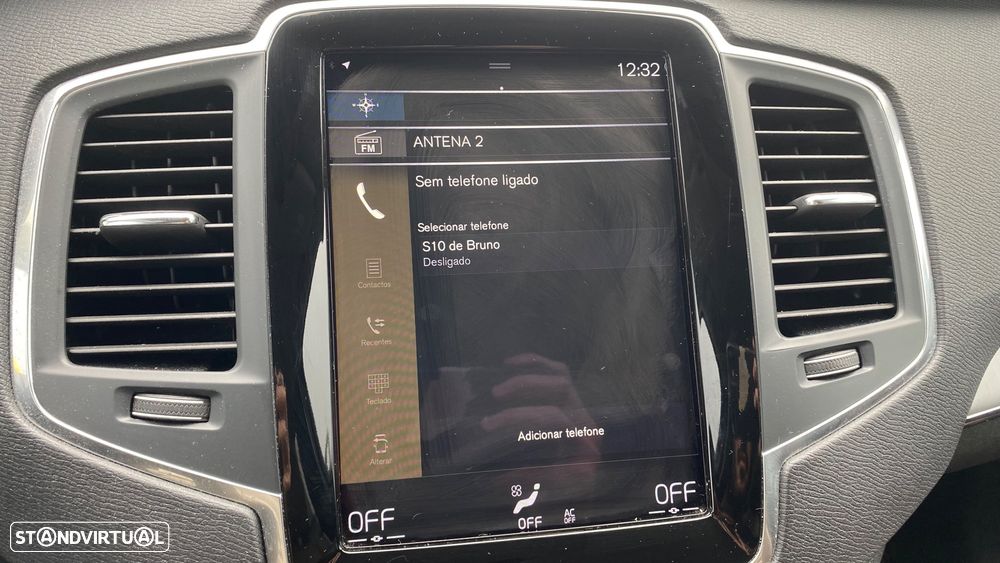 12:32
FM
ANTENA 2
Sem telefone ligado
Selecionar telefone
S10 de Bruno
Desligado
Contactos
Recentes
Teclado
Alterar
Adicionar telefone
OFF
OFF
AC
OFF
OFF
STANDVIRTUAL